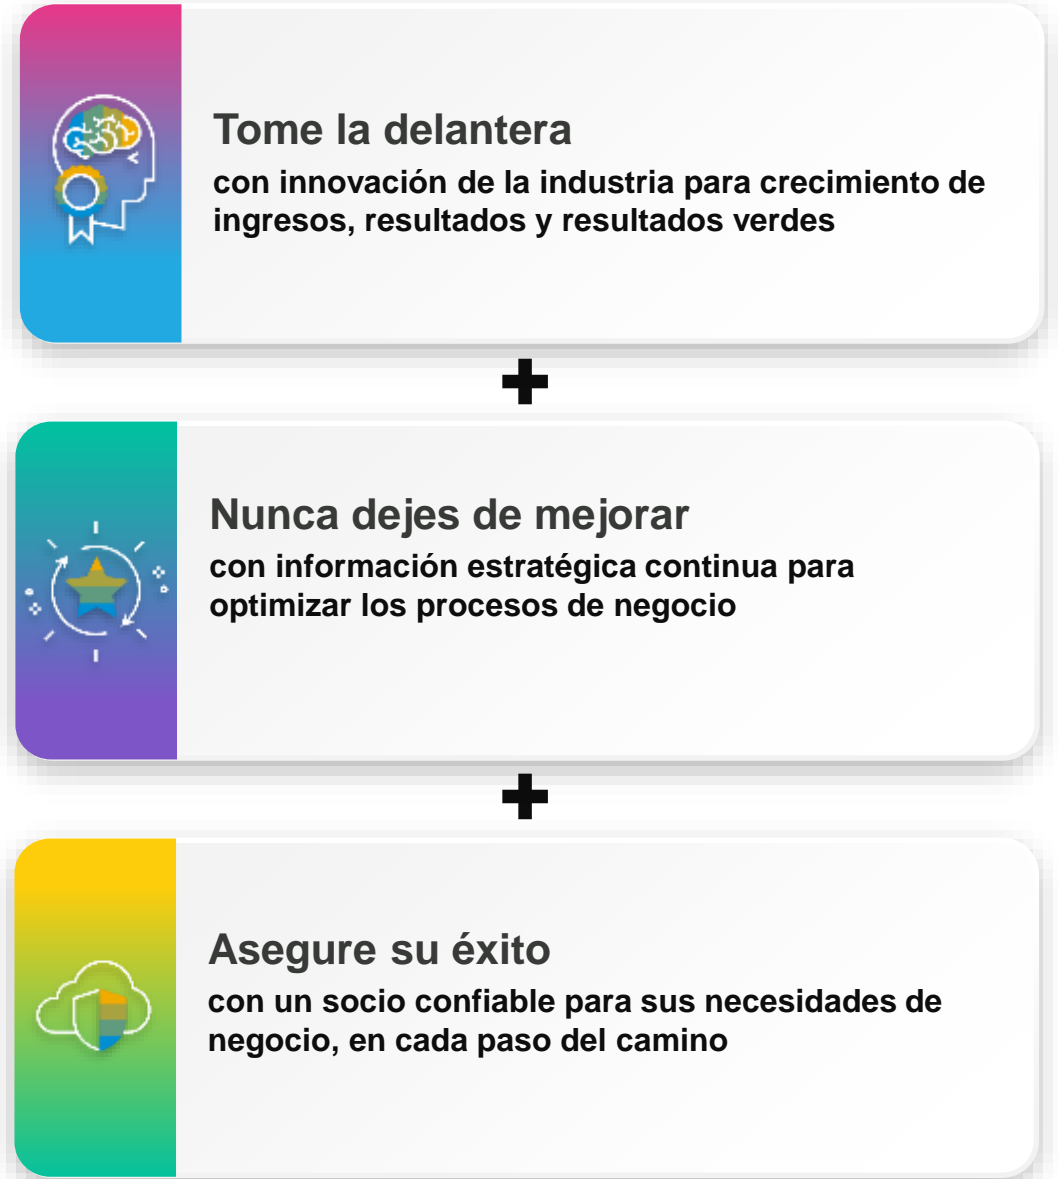 Tome la delantera
con innovación de la industria para crecimiento de
ingresos, resultados y resultados verdes
+
Nunca dejes de mejorar
con información estratégica continua para
optimizar los procesos de negocio
+
Asegure su éxito
con un socio confiable para sus necesidades de
negocio, en cada paso del camino